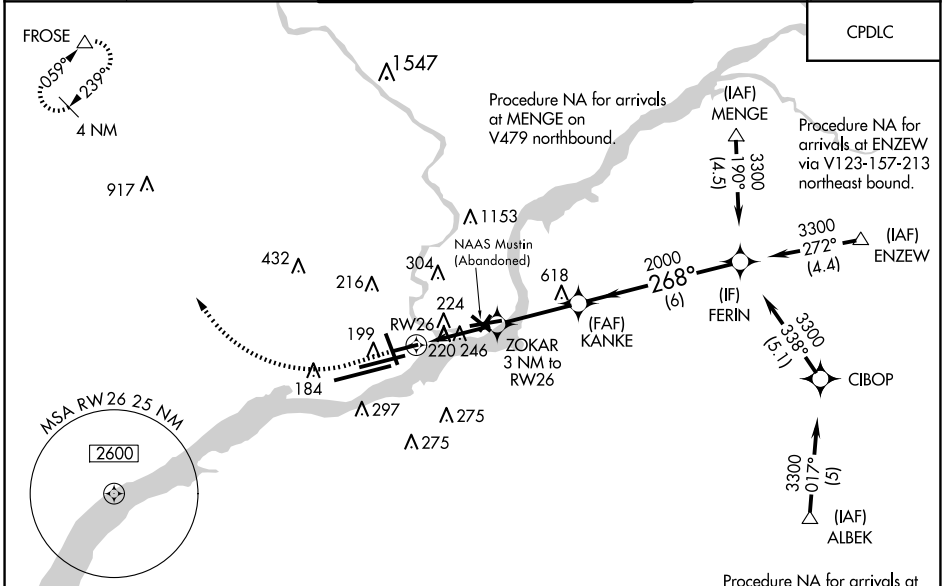 FROSE
059°
239°
4 NM
1547
CPDLC
Procedure NA for arrivals
at MENGE on
V479 northbound.
(IAF)
MENGE
3300
190°
(4.5)
Procedure NA for
arrivals at ENZEW
via V123-157-213
northeast bound.
917
1153
NAAS Mustin
(Abandoned)
3300
272°
(4.4)
(IAF)
ENZEW
432
216
304
618
2000
268°
(6)
(IF)
FERIN
224
199
RW26
220
246
ZOKAR
3 NM to
RW26
(FAF)
KANKE
3300
338°
(5.1)
CIBOP
184
297
275
275
MSA RW 26 25 NM
2600
3300
017°
(5)
(IAF)
ALBEK
Procedure NA for arrivals at